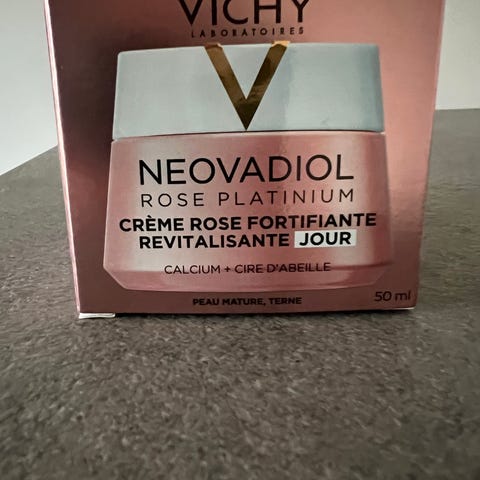 VICHY
LABORATOIRES
NEOVADIOL
ROSE PLATINIUM
CRÈME ROSE FORTIFIANTE
REVITALISANTE JOUR
CALCIUM + CIRE D'ABEILLE
PEAU MATURE, TERNE
50 ml